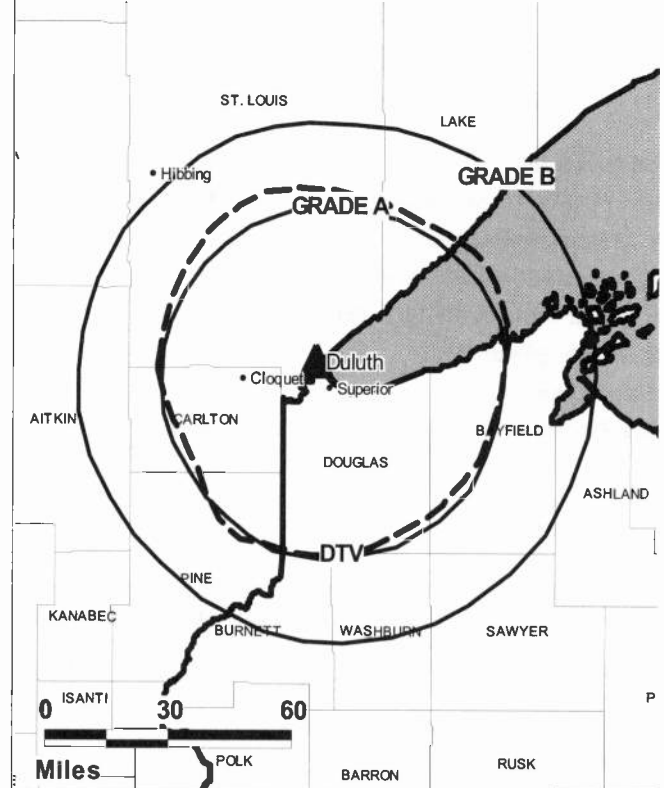 ST. LOUIS
LAKE
Hibbing
GRADE B
GRADE A
Duluth
Cloquet
Superior
AITKIN
CARLTON
BAYFIELD
DOUGLAS
ASHLAND
DTV
PINE
KANABEC
BURNETT
WASHBURN
SAWYER
ISANTI
P
0 30 60
Miles
POLK
BARRON
RUSK